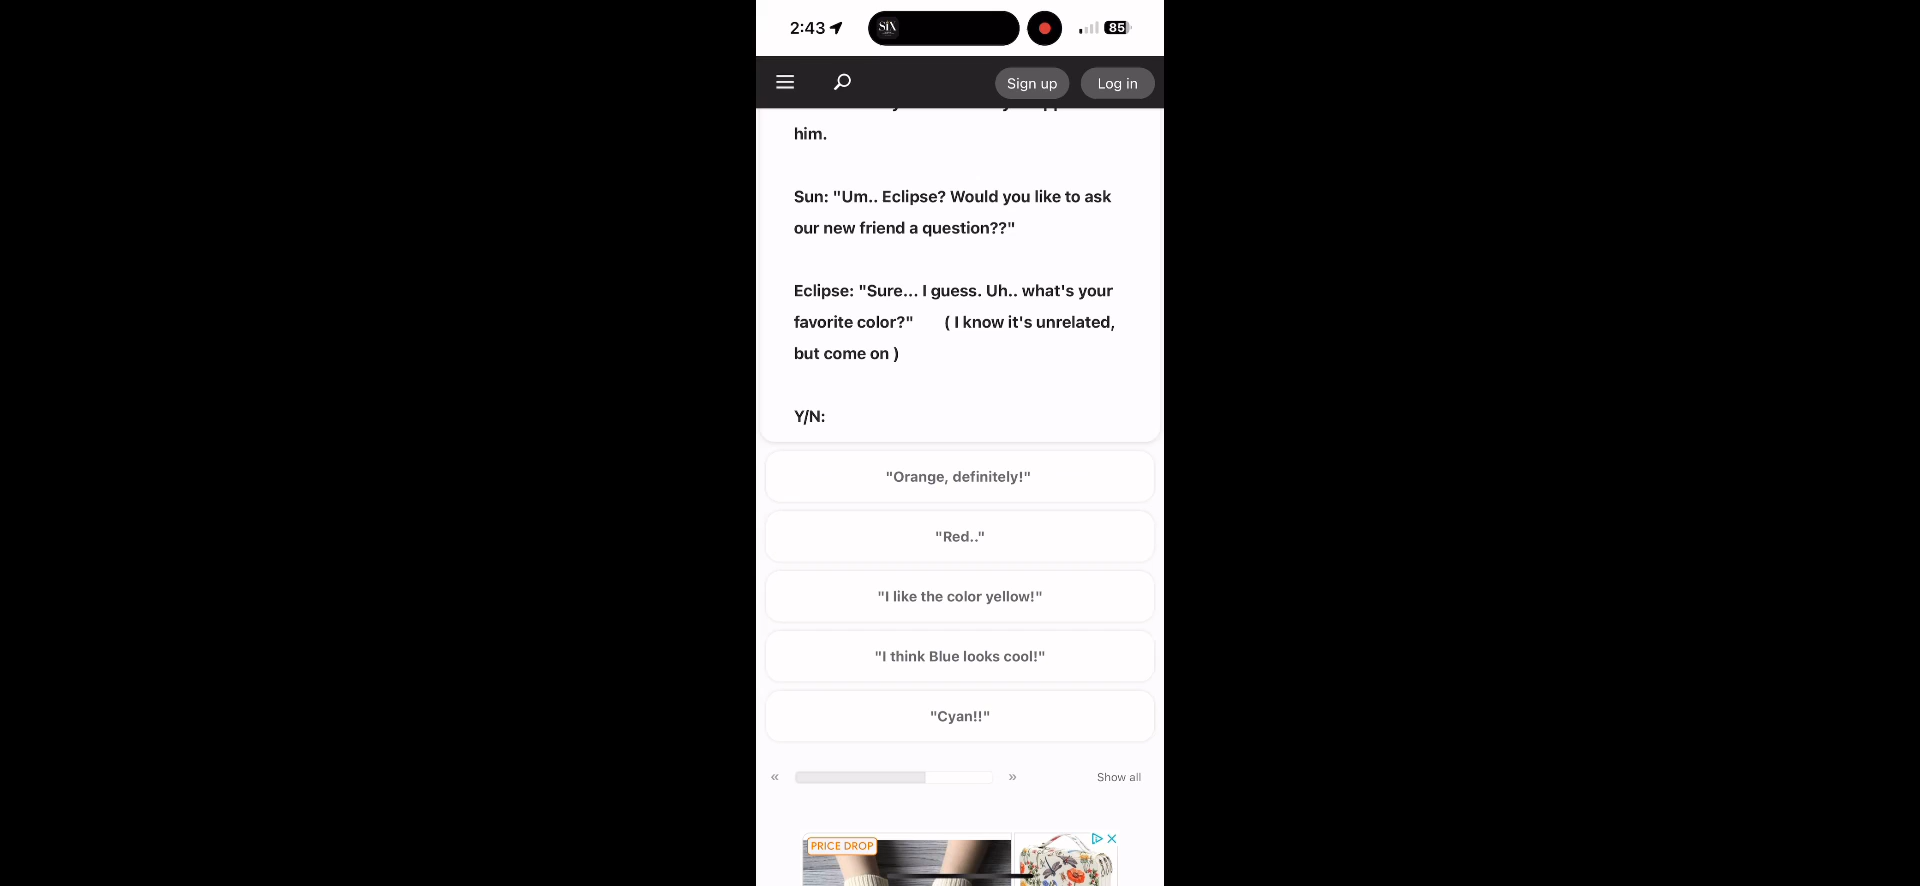 2:43
SIX
85
Sign up
Log in
him.
Sun: "Um.. Eclipse? Would you like to ask
our new friend a question??"
Eclipse: "Sure... I guess. Uh.. what's your
favorite color?" ( I know it's unrelated,
but come on )
Y/N:
"Orange, definitely!"
"Red.."
"I like the color yellow!"
"I think Blue looks cool!"
"Cyan!!"
« » Show all
PRICE DROP